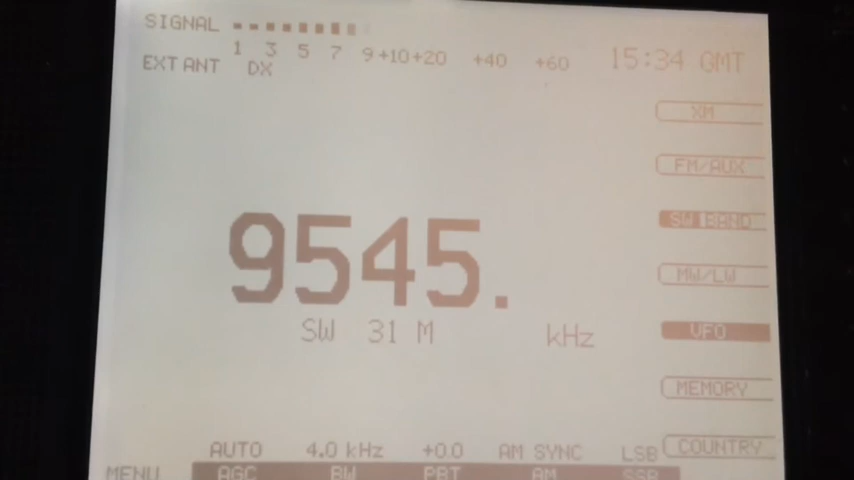 SIGNAL
1 3 5 7 9 +10 +20 +40 +60
15:34 GMT
EXT ANT DX
XM
FM/AUX
SW BAND
9545.
MW/LW
SW 31 M kHz
VFO
MEMORY
AUTO 4.0 kHz +0.0 AM SYNC LSB
COUNTRY
MENU AGC BW PBT AM SSB